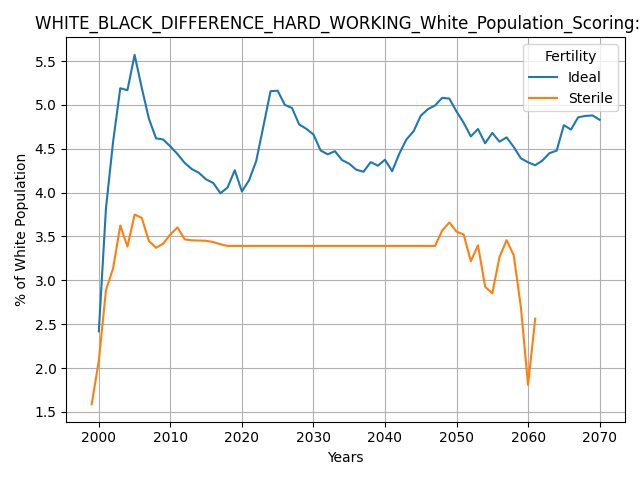 WHITE_BLACK_DIFFERENCE_HARD_WORKING_White_Population_Scoring:
Fertility
Ideal
Sterile
% of White Population
5.5
5.0
4.5
4.0
3.5
3.0
2.5
2.0
1.5
2000 2010 2020 2030 2040 2050 2060 2070
Years